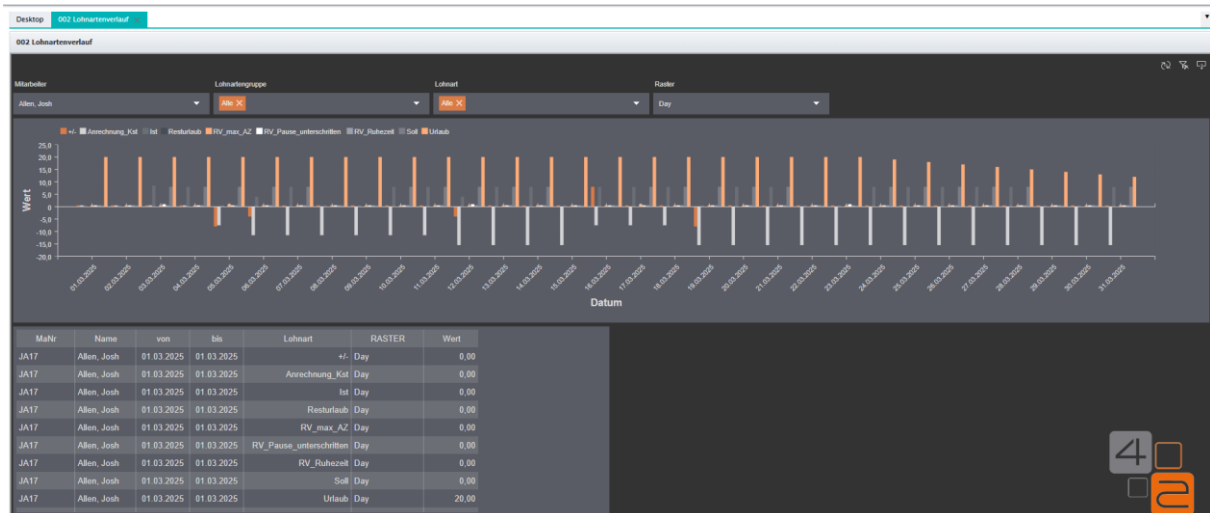 Desktop 002 Lohnartenverlauf
002 Lohnartenverlauf
Mitarbeiter Lohnartengruppe Lohnart Raster
Allen, Josh Alle Alle Day
+/- Anrechnung_Kst Ist Resturlaub RV_max_AZ RV_Pause_unterschritten RV_Ruhezeit Soll Urlaub
25,0
20,0
15,0
10,0
5,0
0
-5,0
-10,0
-15,0
-20,0
Wert
01.03.2025 02.03.2025 03.03.2025 04.03.2025 05.03.2025 06.03.2025 07.03.2025 08.03.2025 09.03.2025 10.03.2025 11.03.2025 12.03.2025 13.03.2025 14.03.2025 15.03.2025 16.03.2025 17.03.2025 18.03.2025 19.03.2025 20.03.2025 21.03.2025 22.03.2025 23.03.2025 24.03.2025 25.03.2025 26.03.2025 27.03.2025 28.03.2025 29.03.2025 30.03.2025 31.03.2025
Datum
MaNr Name von bis Lohnart RASTER Wert
JA17 Allen, Josh 01.03.2025 01.03.2025 +/- Day 0,00
JA17 Allen, Josh 01.03.2025 01.03.2025 Anrechnung_Kst Day 0,00
JA17 Allen, Josh 01.03.2025 01.03.2025 Ist Day 0,00
JA17 Allen, Josh 01.03.2025 01.03.2025 Resturlaub Day 0,00
JA17 Allen, Josh 01.03.2025 01.03.2025 RV_max_AZ Day 0,00
JA17 Allen, Josh 01.03.2025 01.03.2025 RV_Pause_unterschritten Day 0,00
JA17 Allen, Josh 01.03.2025 01.03.2025 RV_Ruhezeit Day 0,00
JA17 Allen, Josh 01.03.2025 01.03.2025 Soll Day 0,00
JA17 Allen, Josh 01.03.2025 01.03.2025 Urlaub Day 20,00
4